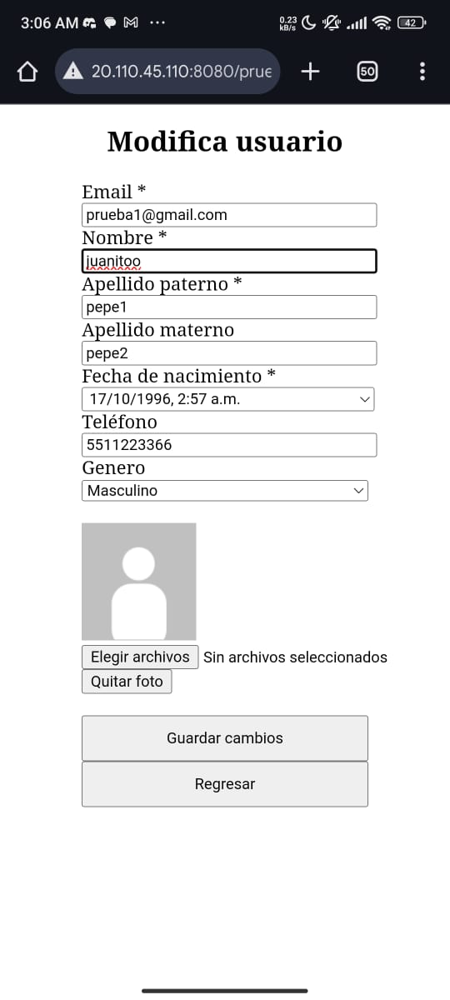 3:06 AM ··· 0.23 kB/s 42
20.110.45.110:8080/prue 50
Modifica usuario
Email *
prueba1@gmail.com
Nombre *
juanitoo
Apellido paterno *
pepe1
Apellido materno
pepe2
Fecha de nacimiento *
17/10/1996, 2:57 a.m.
Teléfono
5511223366
Genero
Masculino
Elegir archivos Sin archivos seleccionados
Quitar foto
Guardar cambios
Regresar